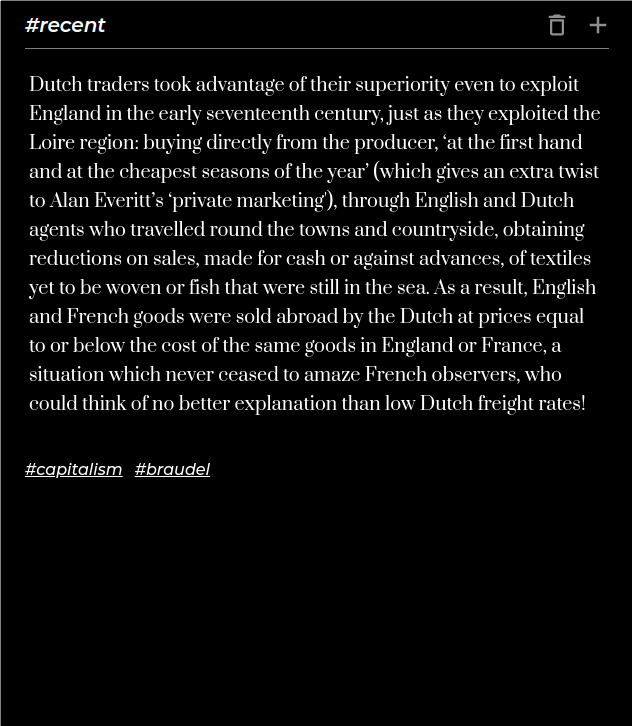 #recent
Dutch traders took advantage of their superiority even to exploit
England in the early seventeenth century, just as they exploited the
Loire region: buying directly from the producer, ‘at the first hand
and at the cheapest seasons of the year’ (which gives an extra twist
to Alan Everitt’s ‘private marketing’), through English and Dutch
agents who travelled round the towns and countryside, obtaining
reductions on sales, made for cash or against advances, of textiles
yet to be woven or fish that were still in the sea. As a result, English
and French goods were sold abroad by the Dutch at prices equal
to or below the cost of the same goods in England or France, a
situation which never ceased to amaze French observers, who
could think of no better explanation than low Dutch freight rates!
#capitalism #braudel